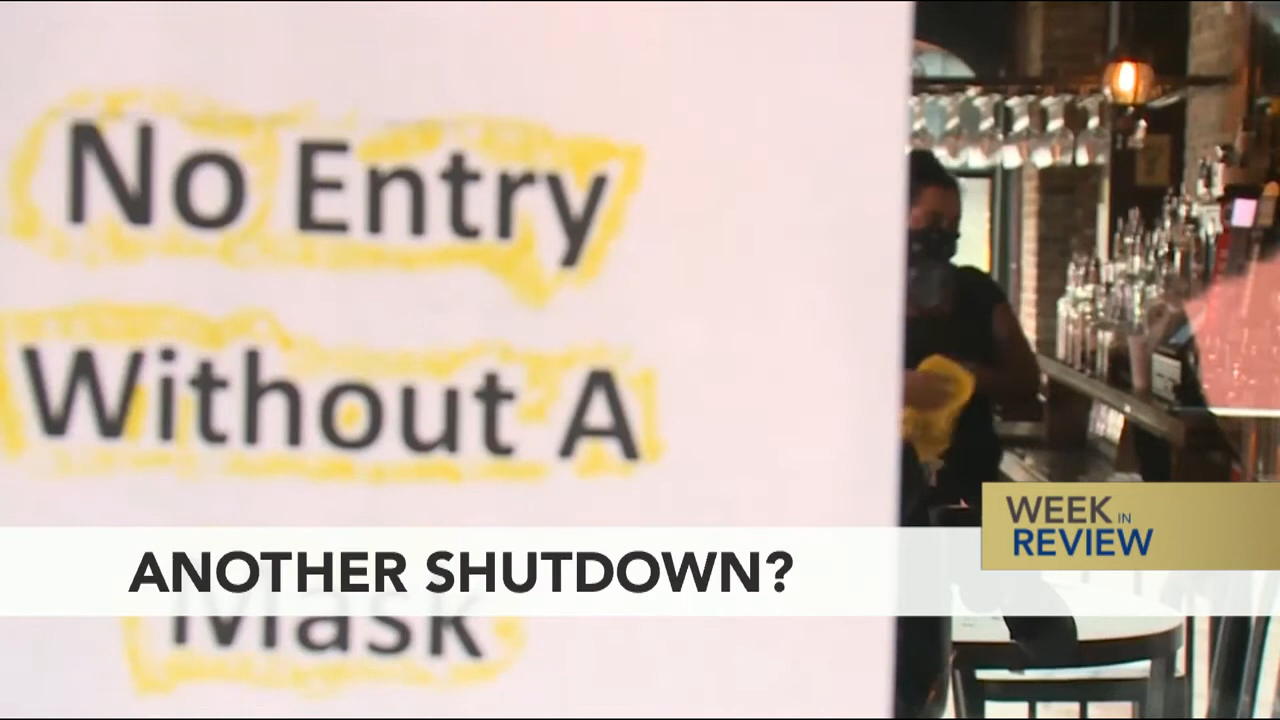 No Entry
Without A
Mask
ANOTHER SHUTDOWN?
WEEK IN
REVIEW